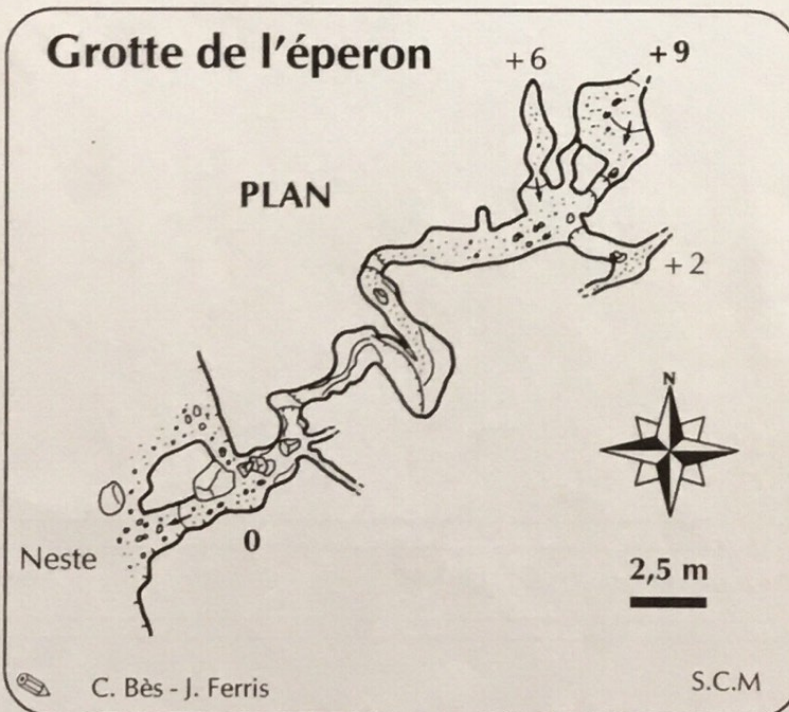 Grotte de l'éperon
+6
+9
PLAN
+2
N
0
Neste
2,5 m
C. Bès - J. Ferris
S.C.M